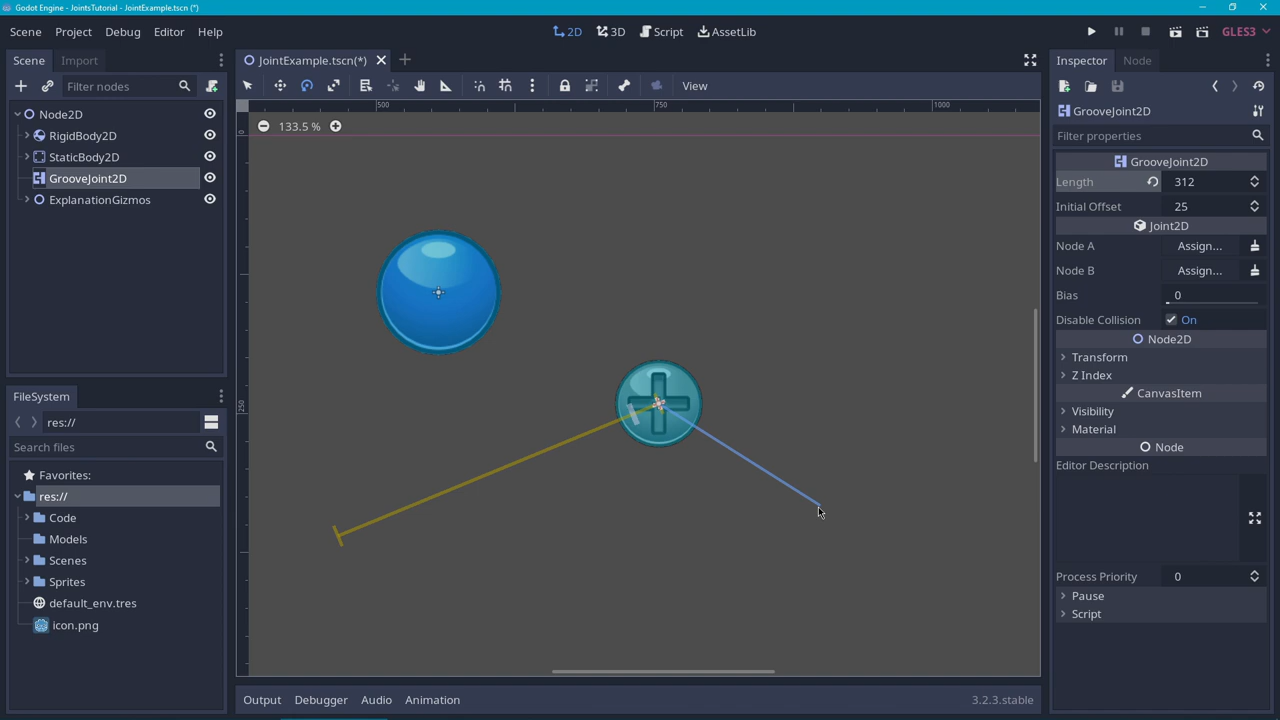 Godot Engine - JointsTutorial - JointExample.tscn (*)
Scene Project Debug Editor Help
2D 3D Script AssetLib
GLES3
Scene Import
Filter nodes
Node2D
RigidBody2D
StaticBody2D
GrooveJoint2D
ExplanationGizmos
FileSystem
res://
Search files
Favorites:
res://
Code
Models
Scenes
Sprites
default_env.tres
icon.png
JointExample.tscn(*)
View
500 750 1000
133.5 %
0
250
Output Debugger Audio Animation
3.2.3.stable
Inspector Node
GrooveJoint2D
Filter properties
GrooveJoint2D
Length 312
Initial Offset 25
Joint2D
Node A Assign...
Node B Assign...
Bias 0
Disable Collision On
Node2D
Transform
Z Index
CanvasItem
Visibility
Material
Node
Editor Description
Process Priority 0
Pause
Script